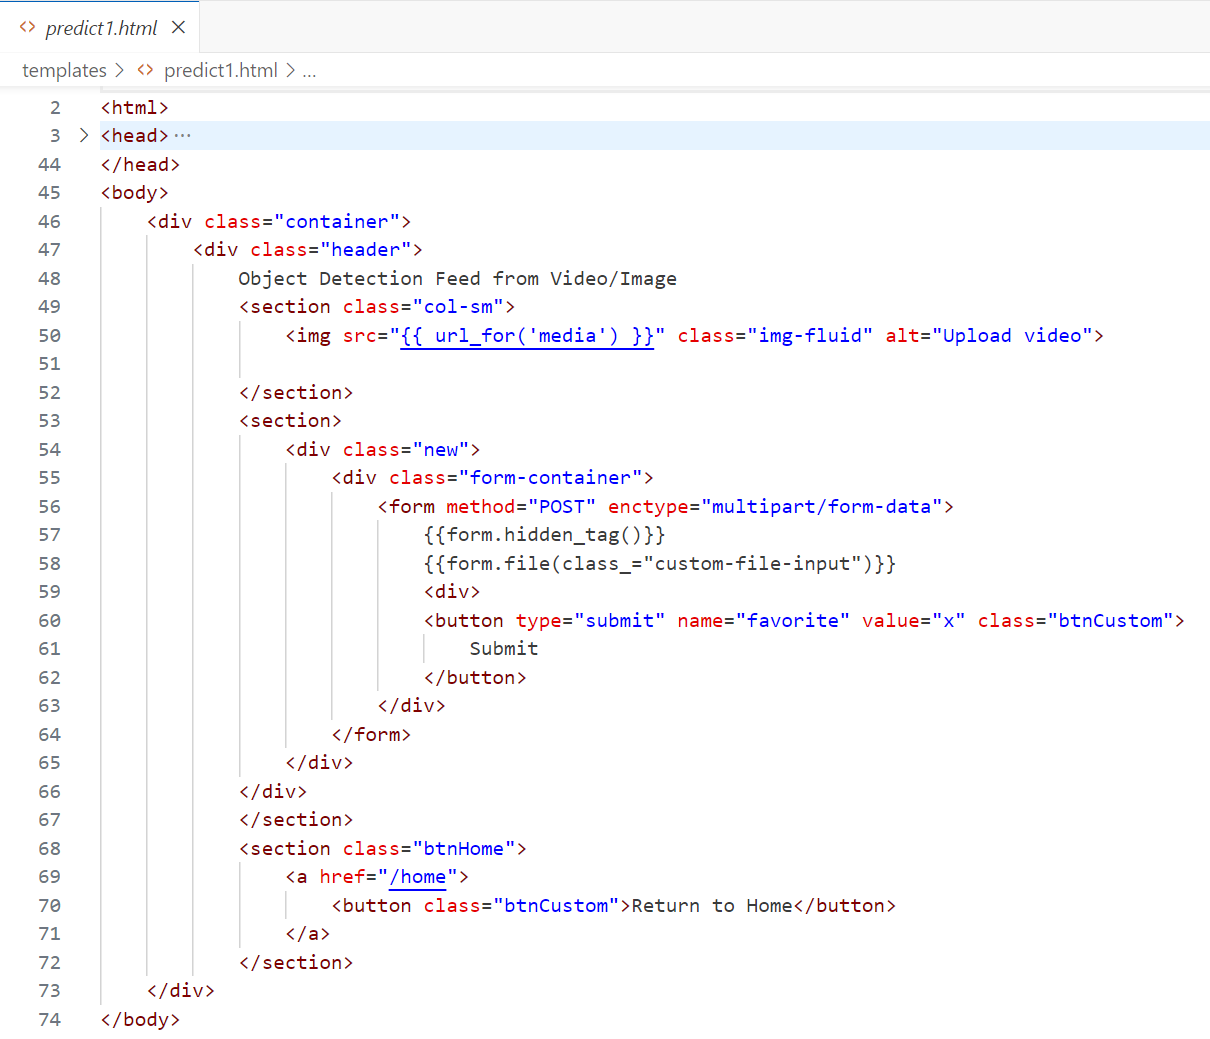 <> predict1.html ×
templates > <> predict1.html > ...
2 <html>
3 > <head> ...
44 </head>
45 <body>
46     <div class="container">
47         <div class="header">
48             Object Detection Feed from Video/Image
49             <section class="col-sm">
50                 <img src="{{ url_for('media') }}" class="img-fluid" alt="Upload video">
51
52             </section>
53             <section>
54                 <div class="new">
55                     <div class="form-container">
56                         <form method="POST" enctype="multipart/form-data">
57                             {{form.hidden_tag()}}
58                             {{form.file(class_="custom-file-input")}}
59                             <div>
60                             <button type="submit" name="favorite" value="x" class="btnCustom">
61                                 Submit
62                             </button>
63                         </div>
64                     </form>
65                 </div>
66             </div>
67             </section>
68             <section class="btnHome">
69                 <a href="/home">
70                     <button class="btnCustom">Return to Home</button>
71                 </a>
72             </section>
73     </div>
74 </body>